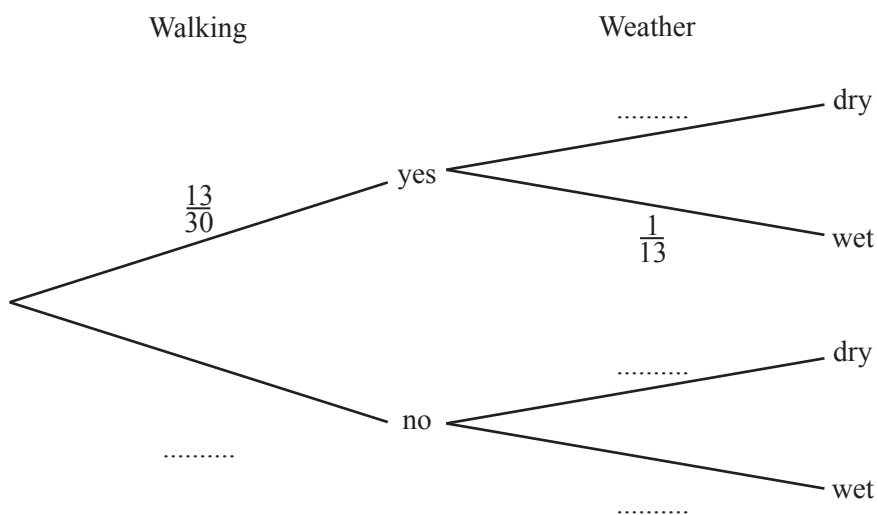 Walking Weather
.......... dry
yes
13/30
1/13 wet
.......... dry
no
..........
wet
..........